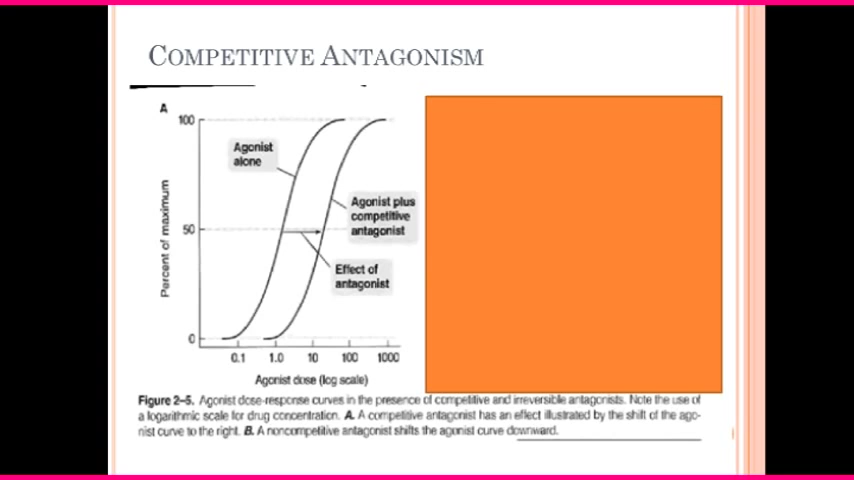 COMPETITIVE ANTAGONISM
A
100
Agonist
alone
Agonist plus
competitive
antagonist
50
Effect of
antagonist
Percent of maximum
0
0.1 1.0 10 100 1000
Agonist dose (log scale)
Figure 2–5. Agonist dose-response curves in the presence of competitive and irreversible antagonists. Note the use of
a logarithmic scale for drug concentration. A. A competitive antagonist has an effect illustrated by the shift of the ago-
nist curve to the right. B. A noncompetitive antagonist shifts the agonist curve downward.